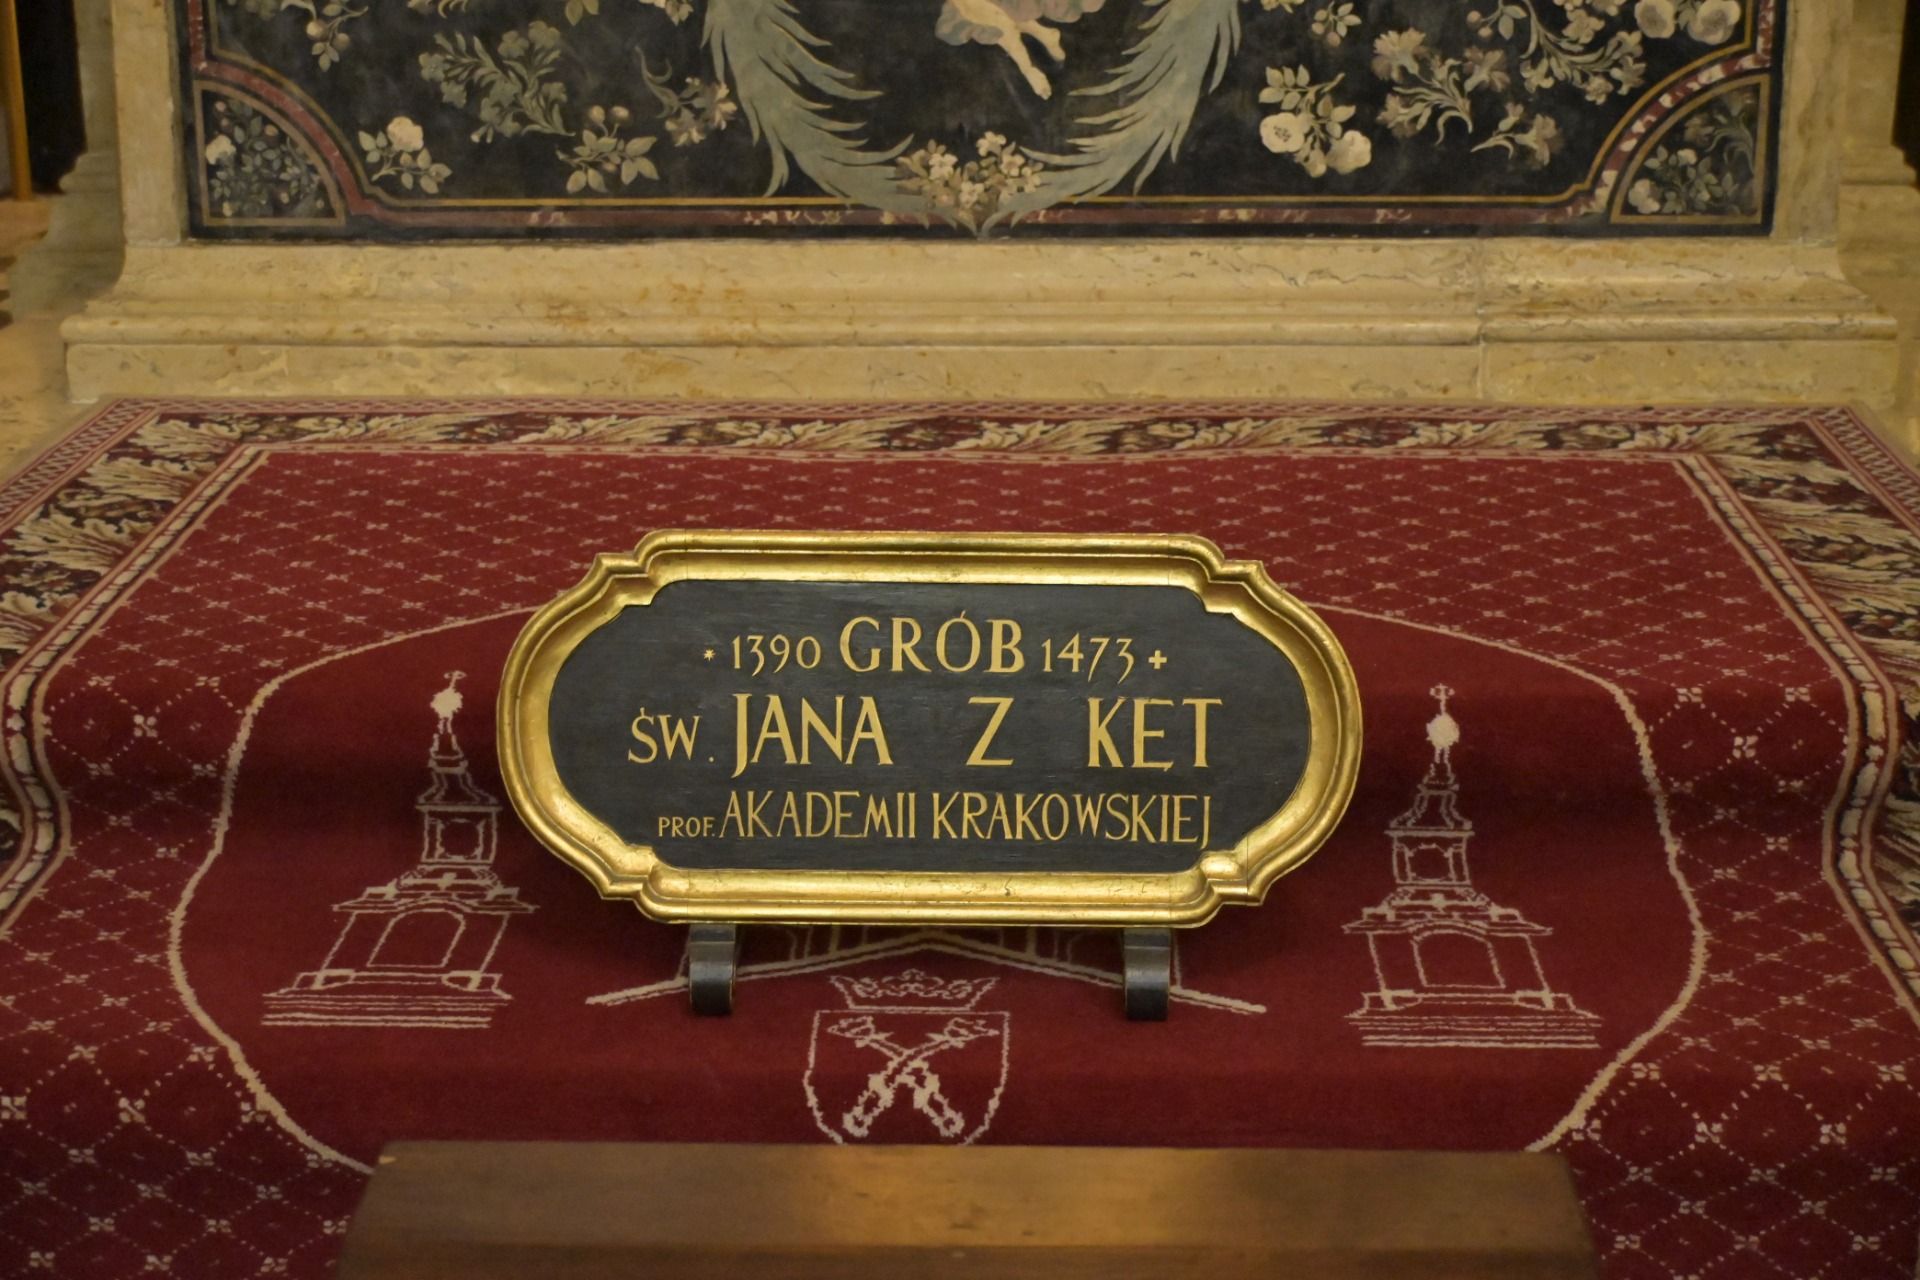 * 1390 GRÓB 1473 +
ŚW. JANA Z KĘT
PROF. AKADEMII KRAKOWSKIEJ